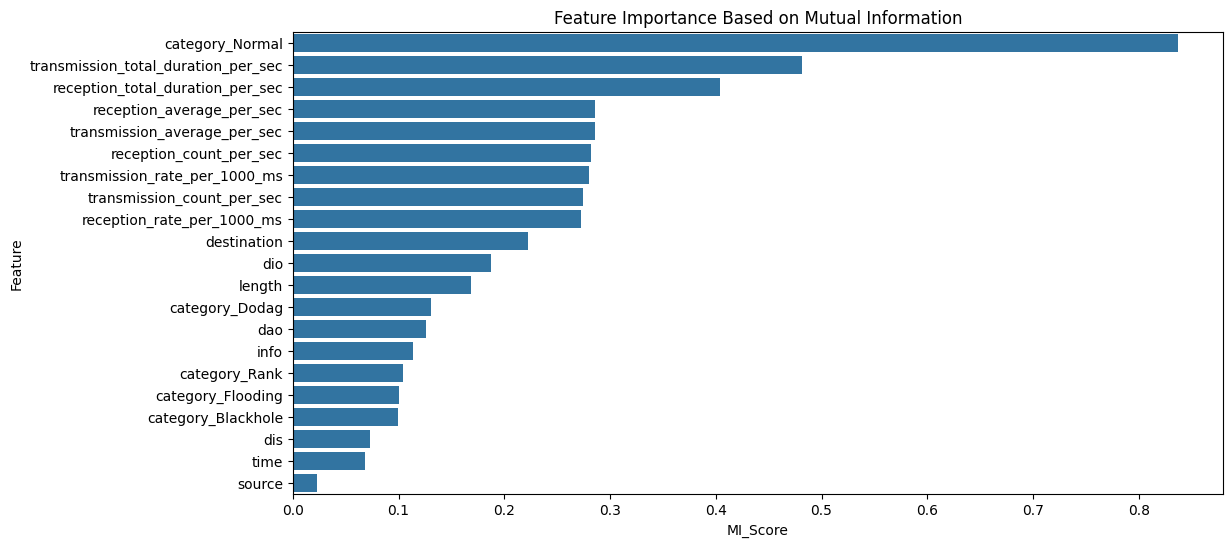 Feature Importance Based on Mutual Information
Feature
category_Normal
transmission_total_duration_per_sec
reception_total_duration_per_sec
reception_average_per_sec
transmission_average_per_sec
reception_count_per_sec
transmission_rate_per_1000_ms
transmission_count_per_sec
reception_rate_per_1000_ms
destination
dio
length
category_Dodag
dao
info
category_Rank
category_Flooding
category_Blackhole
dis
time
source
0.0 0.1 0.2 0.3 0.4 0.5 0.6 0.7 0.8
MI_Score